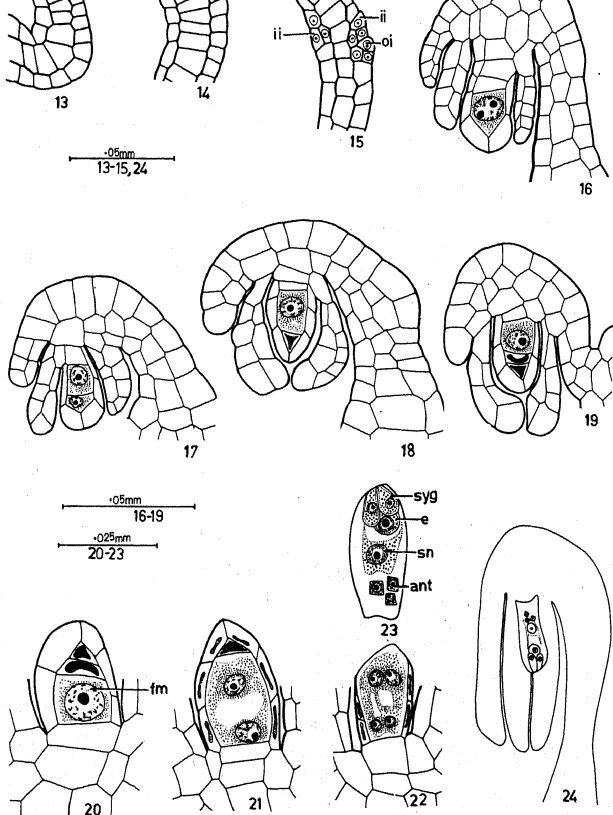 ii
ii
oi
13
14
15
16
·05mm
13-15,24
17
18
19
·05mm
16-19
·025mm
20-23
syg
e
sn
ant
23
fm
20
21
22
24